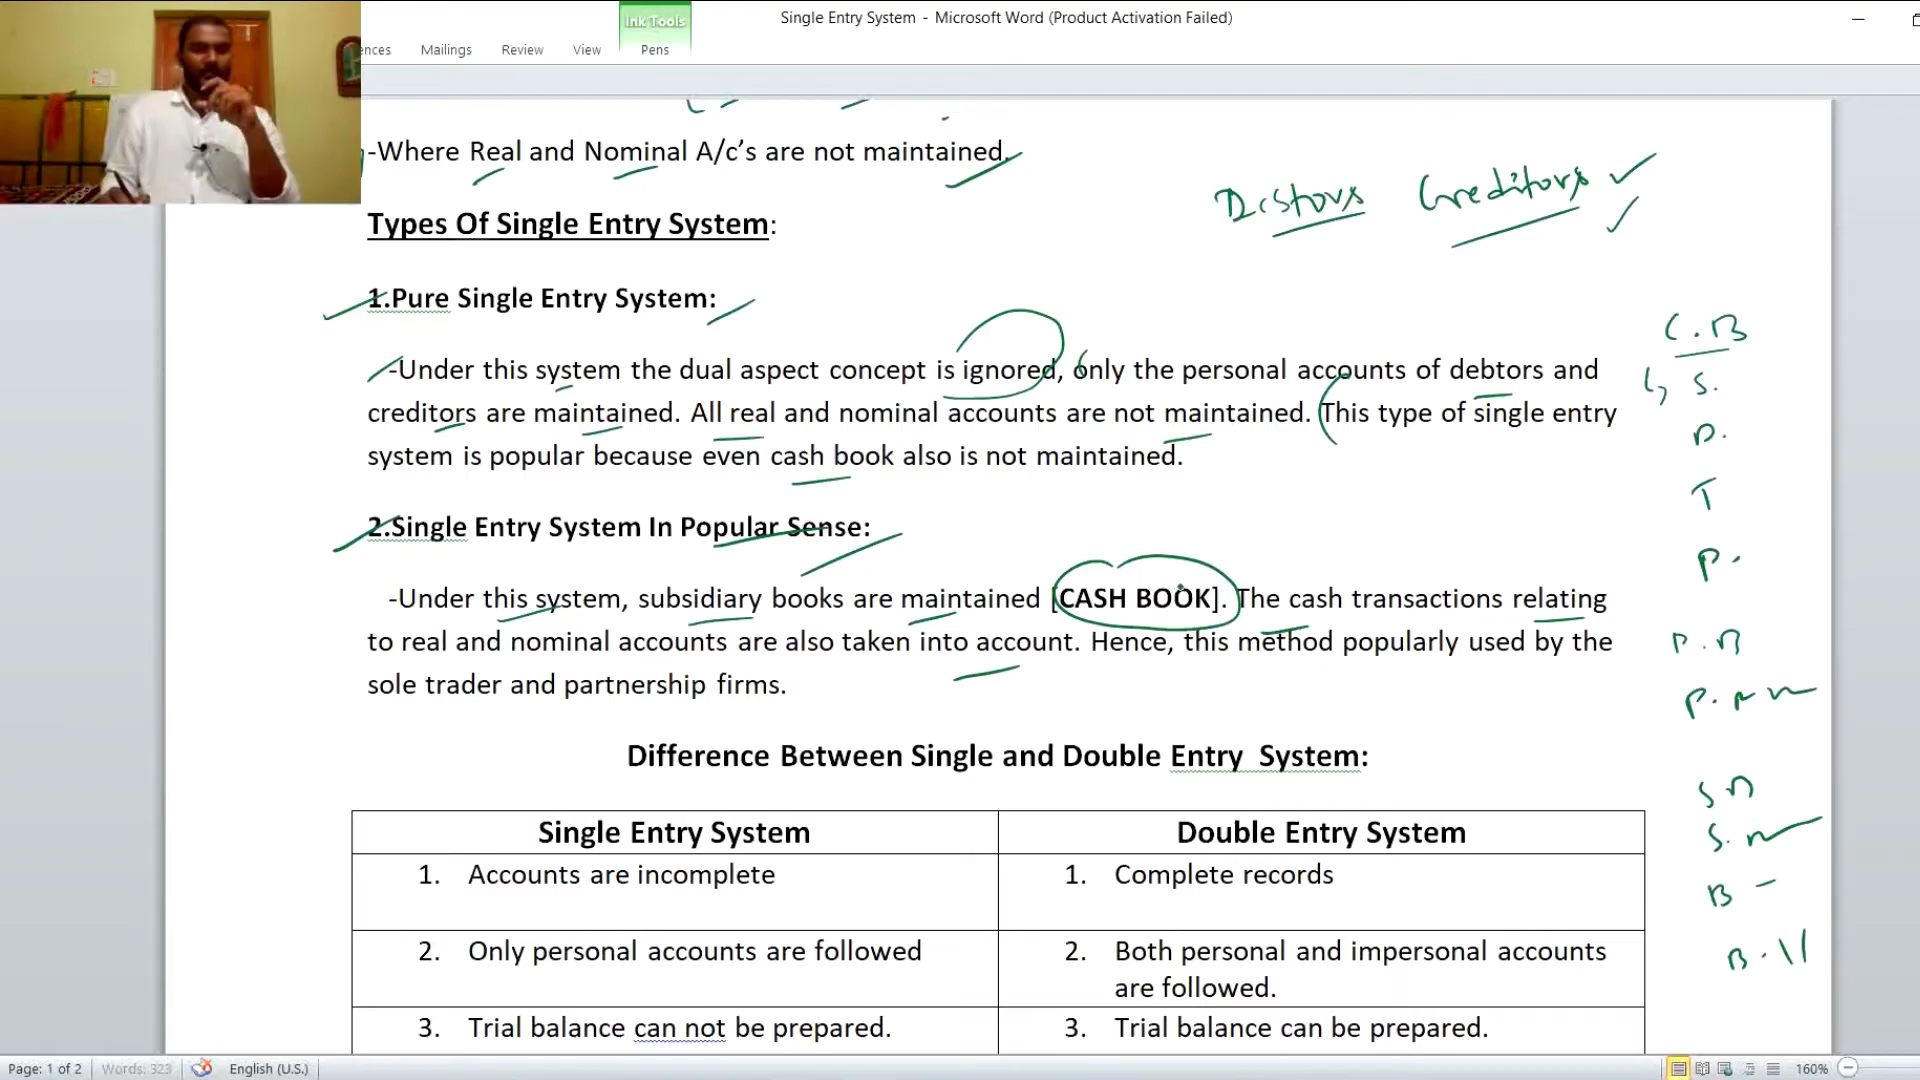 Ink Tools
Single Entry System - Microsoft Word (Product Activation Failed)
ences Mailings Review View Pens
-Where Real and Nominal A/c's are not maintained.
Creditors
Types Of Single Entry System:
1.Pure Single Entry System:
C.B
-Under this system the dual aspect concept is ignored, only the personal accounts of debtors and
S.
creditors are maintained. All real and nominal accounts are not maintained. This type of single entry
D.
system is popular because even cash book also is not maintained.
T
2.Single Entry System In Popular Sense:
P.
-Under this system, subsidiary books are maintained [CASH BOOK]. The cash transactions relating
to real and nominal accounts are also taken into account. Hence, this method popularly used by the
P.B
sole trader and partnership firms.
Difference Between Single and Double Entry System:
Single Entry System Double Entry System
1. Accounts are incomplete 1. Complete records
2. Only personal accounts are followed 2. Both personal and impersonal accounts
are followed.
3. Trial balance can not be prepared. 3. Trial balance can be prepared.
Page: 1 of 2 Words: 323 English (U.S.) 160%